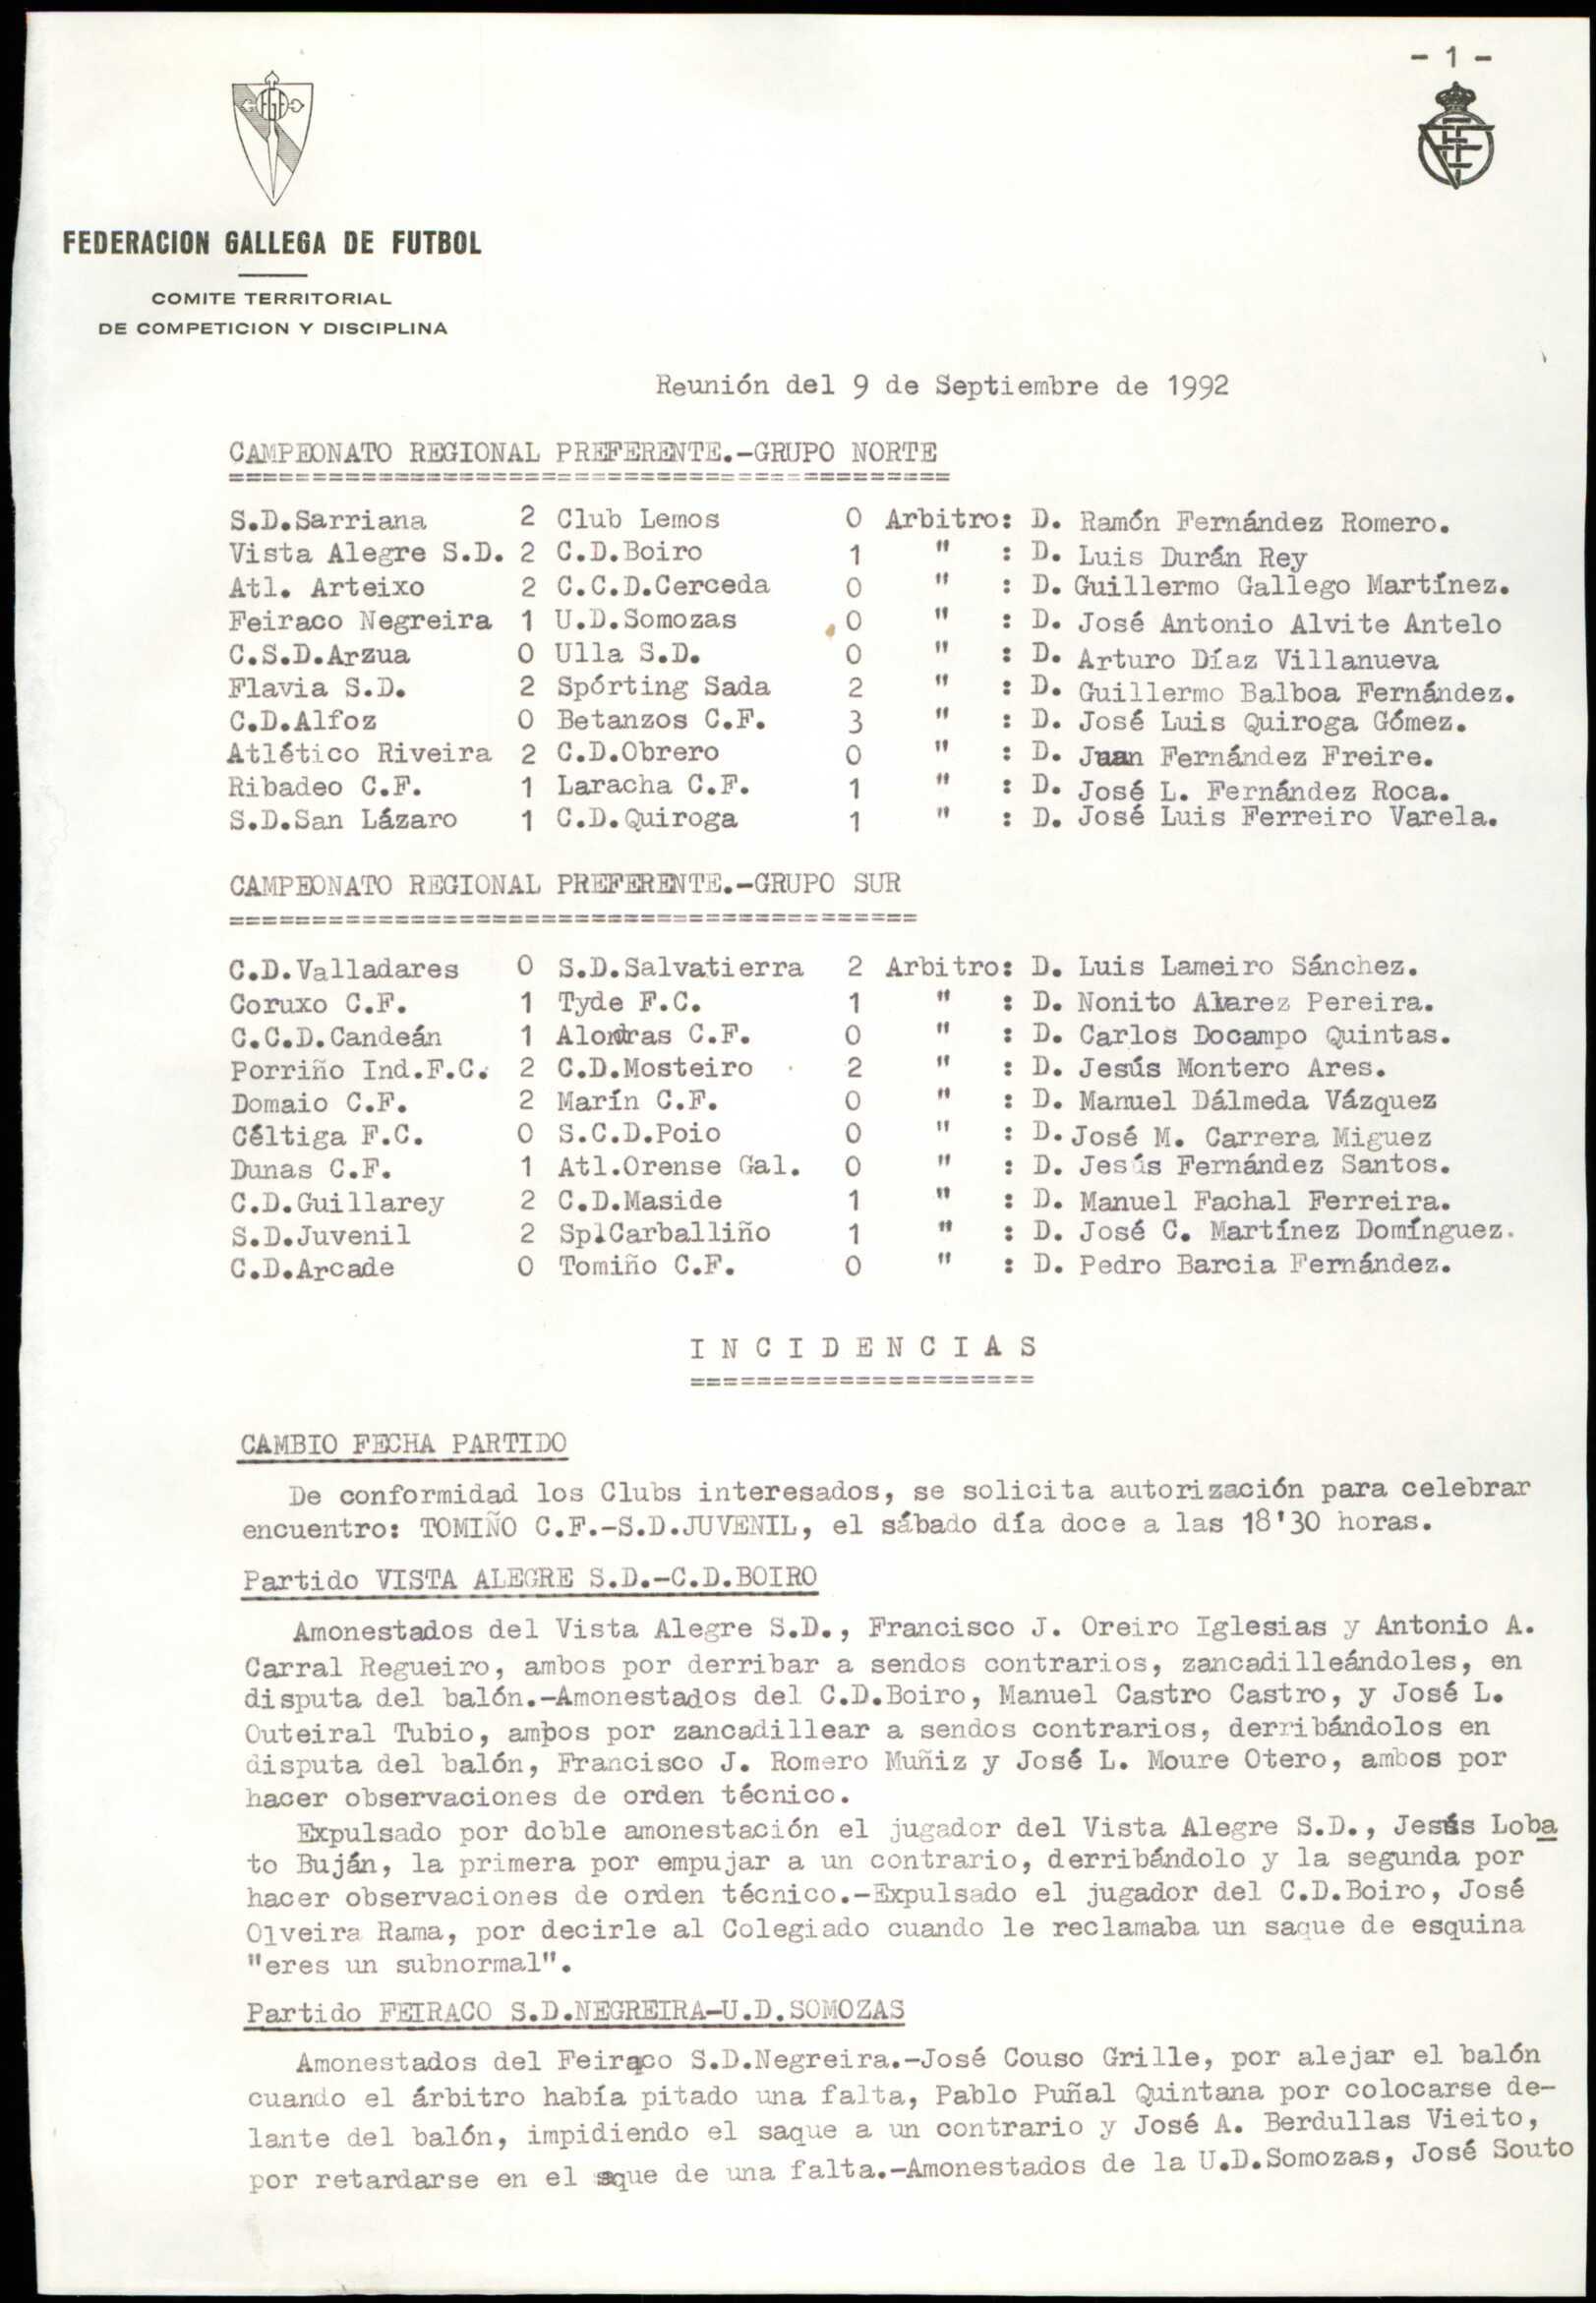 - 1 -
FEDERACION GALLEGA DE FUTBOL
COMITE TERRITORIAL
DE COMPETICION Y DISCIPLINA
Reunión del 9 de Septiembre de 1992
CAMPEONATO REGIONAL PREFERENTE.-GRUPO NORTE
============================================
S.D.Sarriana 2 Club Lemos 0 Arbitro: D. Ramón Fernández Romero.
Vista Alegre S.D. 2 C.D.Boiro 1 " : D. Luis Durán Rey
Atl. Arteixo 2 C.C.D.Cerceda 0 " : D. Guillermo Gallego Martínez.
Feiraco Negreira 1 U.D.Somozas 0 " : D. José Antonio Alvite Antelo
C.S.D.Arzua 0 Ulla S.D. 0 " : D. Arturo Díaz Villanueva
Flavia S.D. 2 Spórting Sada 2 " : D. Guillermo Balboa Fernández.
C.D.Alfoz 0 Betanzos C.F. 3 " : D. José Luis Quiroga Gómez.
Atlético Riveira 2 C.D.Obrero 0 " : D. Juan Fernández Freire.
Ribadeo C.F. 1 Laracha C.F. 1 " : D. José L. Fernández Roca.
S.D.San Lázaro 1 C.D.Quiroga 1 " : D. José Luis Ferreiro Varela.
CAMPEONATO REGIONAL PREFERENTE.-GRUPO SUR
==========================================
C.D.Valladares 0 S.D.Salvatierra 2 Arbitro: D. Luis Lameiro Sánchez.
Coruxo C.F. 1 Tyde F.C. 1 " : D. Nonito Alvarez Pereira.
C.C.D.Candeán 1 Alondras C.F. 0 " : D. Carlos Docampo Quintas.
Porriño Ind.F.C. 2 C.D.Mosteiro 2 " : D. Jesús Montero Ares.
Domaio C.F. 2 Marín C.F. 0 " : D. Manuel Dálmeda Vázquez
Céltiga F.C. 0 S.C.D.Poio 0 " : D. José M. Carrera Miguez
Dunas C.F. 1 Atl.Orense Gal. 0 " : D. Jesús Fernández Santos.
C.D.Guillarey 2 C.D.Maside 1 " : D. Manuel Fachal Ferreira.
S.D.Juvenil 2 Sp.Carballiño 1 " : D. José C. Martínez Domínguez.
C.D.Arcade 0 Tomiño C.F. 0 " : D. Pedro Barcia Fernández.
I N C I D E N C I A S
=====================
CAMBIO FECHA PARTIDO
De conformidad los Clubs interesados, se solicita autorización para celebrar
encuentro: TOMIÑO C.F.-S.D.JUVENIL, el sábado día doce a las 18'30 horas.
Partido VISTA ALEGRE S.D.-C.D.BOIRO
Amonestados del Vista Alegre S.D., Francisco J. Oreiro Iglesias y Antonio A.
Carral Regueiro, ambos por derribar a sendos contrarios, zancadilleándoles, en
disputa del balón.-Amonestados del C.D.Boiro, Manuel Castro Castro, y José L.
Outeiral Tubio, ambos por zancadillear a sendos contrarios, derribándolos en
disputa del balón, Francisco J. Romero Muñiz y José L. Moure Otero, ambos por
hacer observaciones de orden técnico.
Expulsado por doble amonestación el jugador del Vista Alegre S.D., Jesús Loba
to Buján, la primera por empujar a un contrario, derribándolo y la segunda por
hacer observaciones de orden técnico.-Expulsado el jugador del C.D.Boiro, José
Olveira Rama, por decirle al Colegiado cuando le reclamaba un saque de esquina
"eres un subnormal".
Partido FEIRACO S.D.NEGREIRA-U.D.SOMOZAS
Amonestados del Feiraco S.D.Negreira.-José Couso Grille, por alejar el balón
cuando el árbitro había pitado una falta, Pablo Puñal Quintana por colocarse de-
lante del balón, impidiendo el saque a un contrario y José A. Berdullas Vieito,
por retardarse en el sque de una falta.-Amonestados de la U.D.Somozas, José Souto